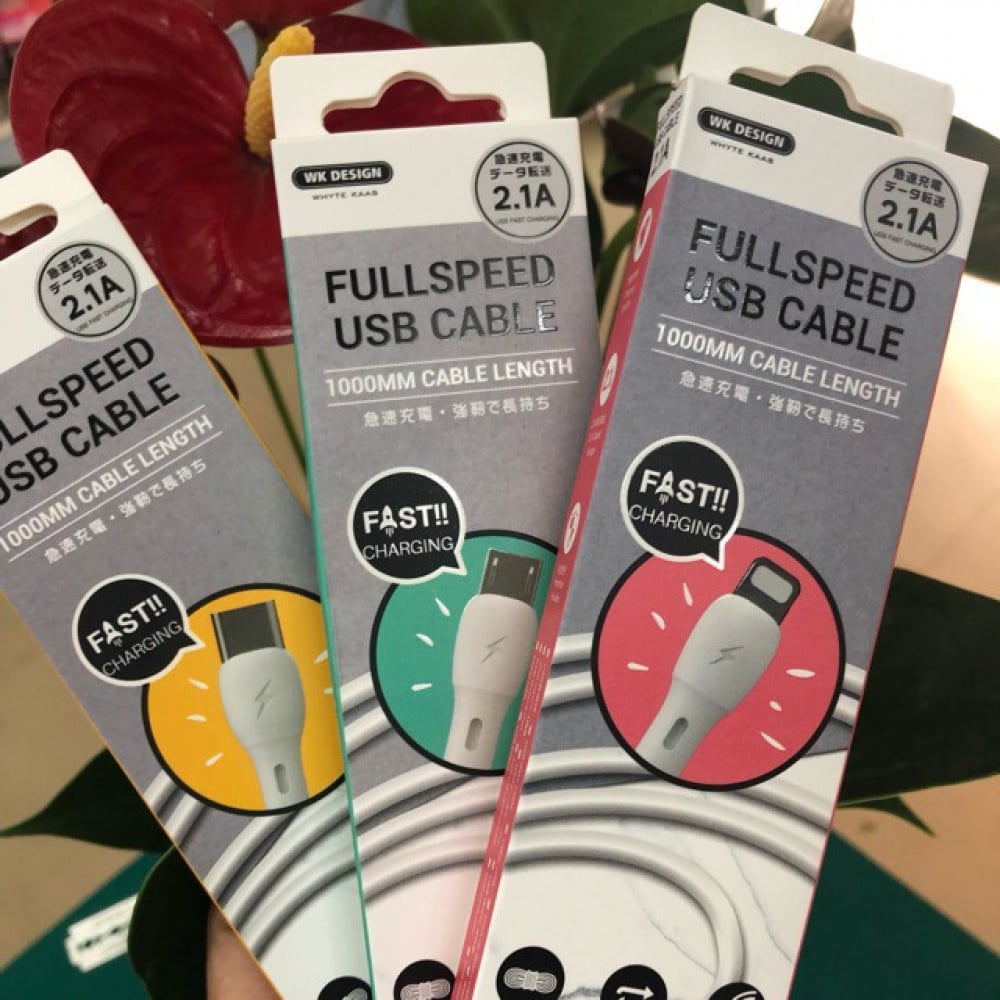 急速充電
データ転送
2.1A
USB FAST CHARGING
FULLSPEED
USB CABLE
1000MM CABLE LENGTH
急速充電・強靭で長持ち
FAST!!
CHARGING
WK DESIGN
WHYTE KAAS
急速充電
データ転送
2.1A
USB FAST CHARGING
FULLSPEED
USB CABLE
1000MM CABLE LENGTH
急速充電・強靭で長持ち
FAST!!
CHARGING
WK DESIGN
WHYTE KAAS
急速充電
データ転送
2.1A
USB FAST CHARGING
FULLSPEED
USB CABLE
1000MM CABLE LENGTH
急速充電・強靭で長持ち
FAST!!
CHARGING